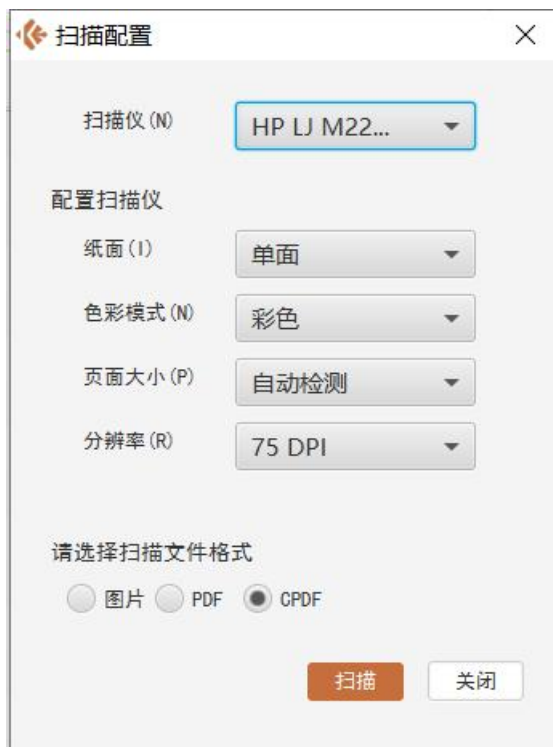 扫描配置
扫描仪(N) HP LJ M22...
配置扫描仪
纸面(I) 单面
色彩模式(N) 彩色
页面大小(P) 自动检测
分辨率(R) 75 DPI
请选择扫描文件格式
图片 PDF CPDF
扫描 关闭